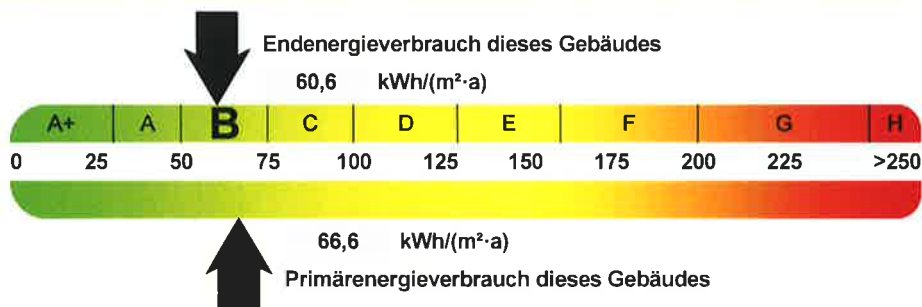 Endenergieverbrauch dieses Gebäudes
60,6 kWh/(m²·a)
A+ A B C D E F G H
0 25 50 75 100 125 150 175 200 225 >250
66,6 kWh/(m²·a)
Primärenergieverbrauch dieses Gebäudes